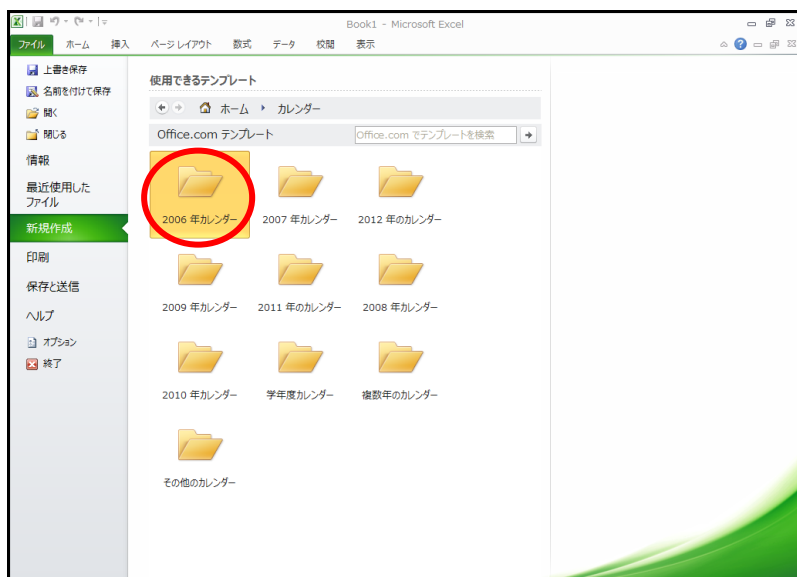 Book1 - Microsoft Excel
ファイル ホーム 挿入 ページ レイアウト 数式 データ 校閲 表示
上書き保存
名前を付けて保存
開く
閉じる
情報
最近使用した
ファイル
新規作成
印刷
保存と送信
ヘルプ
オプション
終了
使用できるテンプレート
ホーム カレンダー
Office.com テンプレート
Office.com でテンプレートを検索
2006 年カレンダー 2007 年カレンダー 2012 年のカレンダー
2009 年カレンダー 2011 年のカレンダー 2008 年カレンダー
2010 年カレンダー 学年度カレンダー 複数年のカレンダー
その他のカレンダー